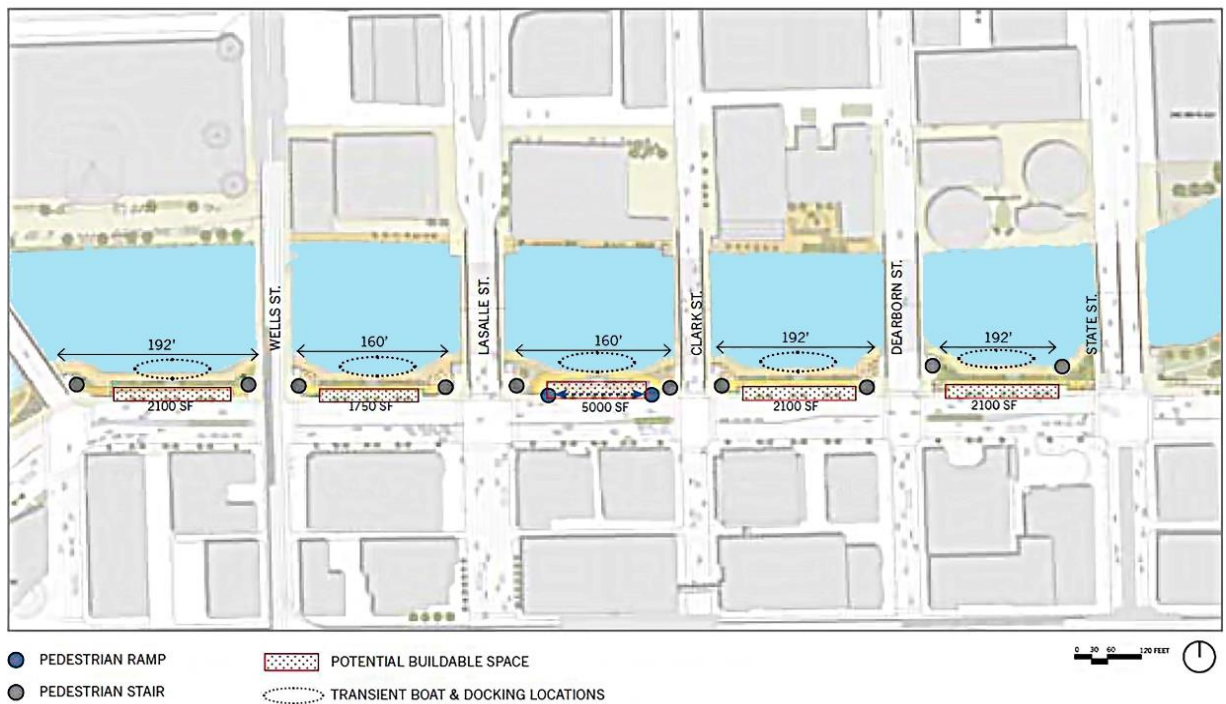 WELLS ST.
LASALLE ST.
CLARK ST.
DEARBORN ST.
STATE ST.
192'
160'
160'
192'
192'
2100 SF
1750 SF
5000 SF
2100 SF
2100 SF
PEDESTRIAN RAMP
POTENTIAL BUILDABLE SPACE
0 30 60 120 FEET
PEDESTRIAN STAIR
TRANSIENT BOAT & DOCKING LOCATIONS